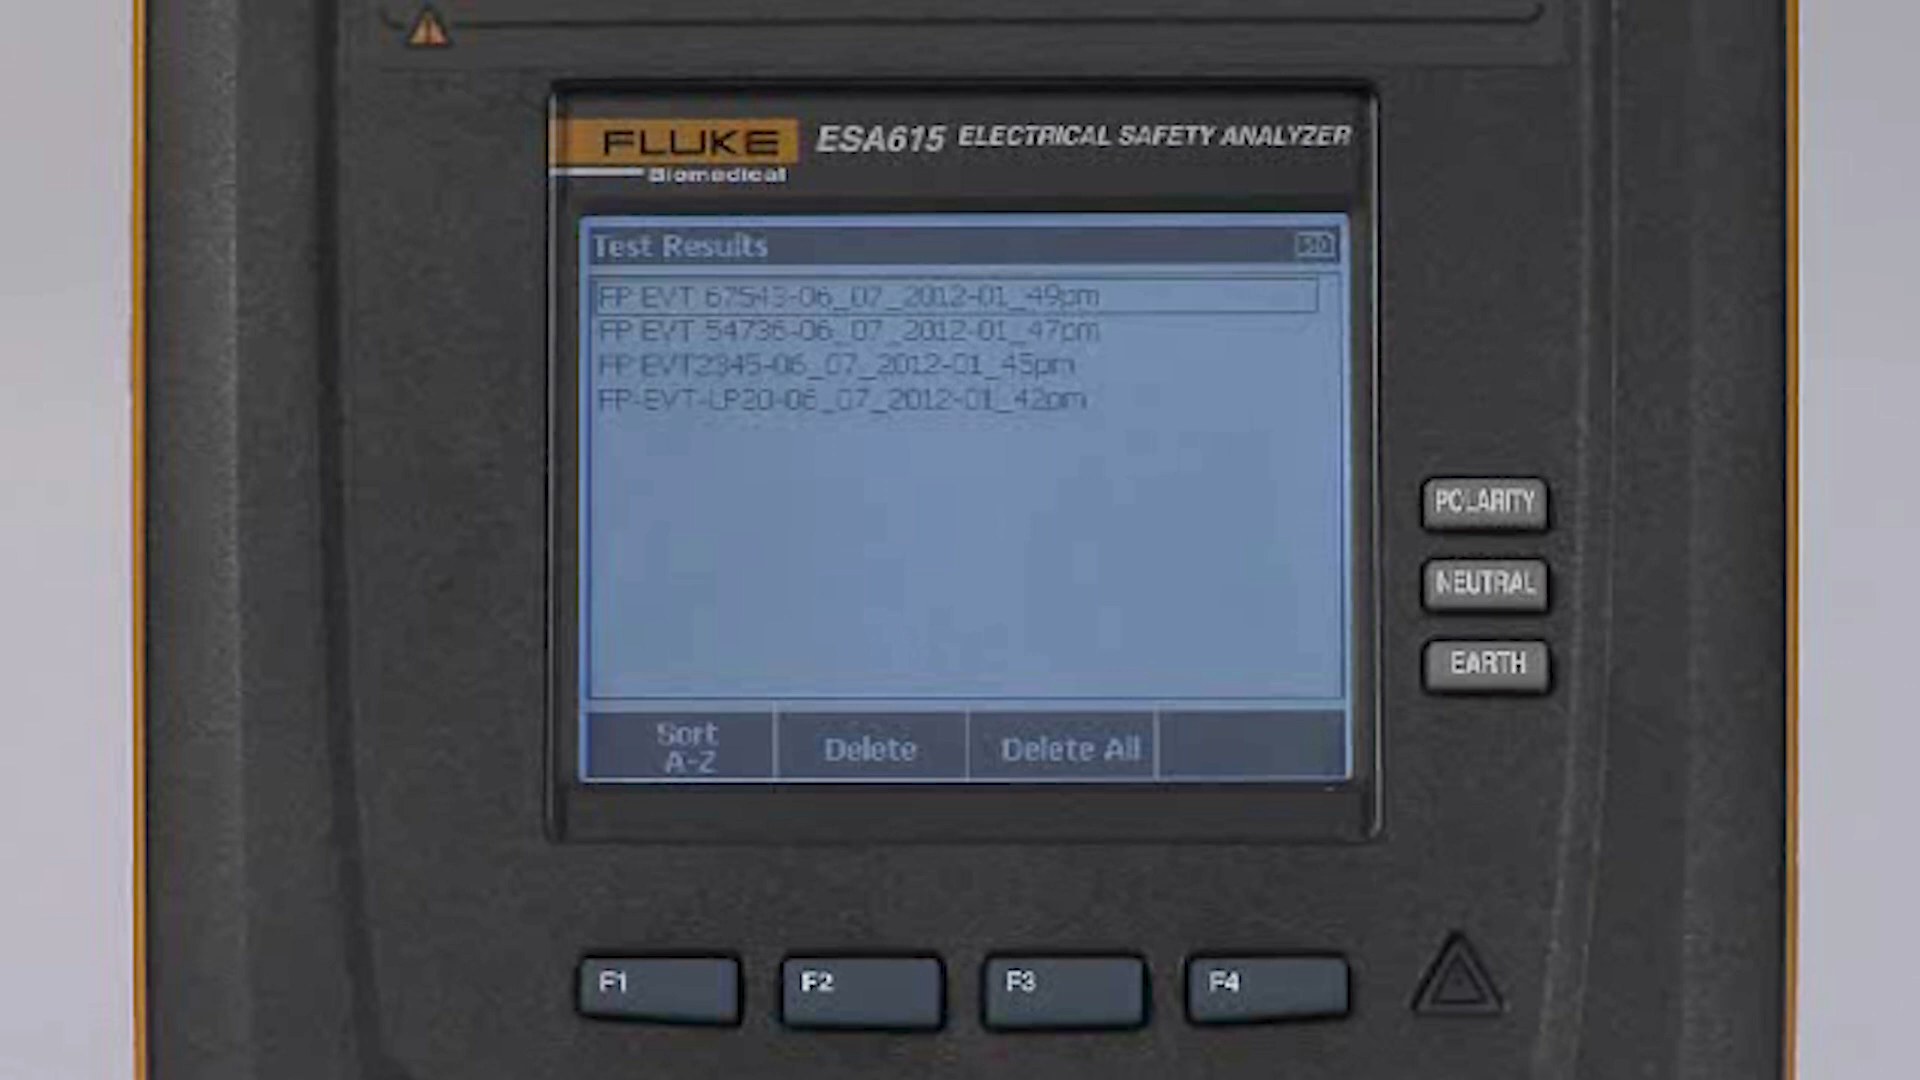 FLUKE ESA615 ELECTRICAL SAFETY ANALYZER
Biomedical
Test Results
FP EVT 67543-06_07_2012-01_49pm
FP EVT 54736-06_07_2012-01_47pm
FP EVT2345-06_07_2012-01_45pm
FP-EVT-LP20-06_07_2012-01_42pm
POLARITY
NEUTRAL
EARTH
Sort A-Z
Delete
Delete All
F1
F2
F3
F4